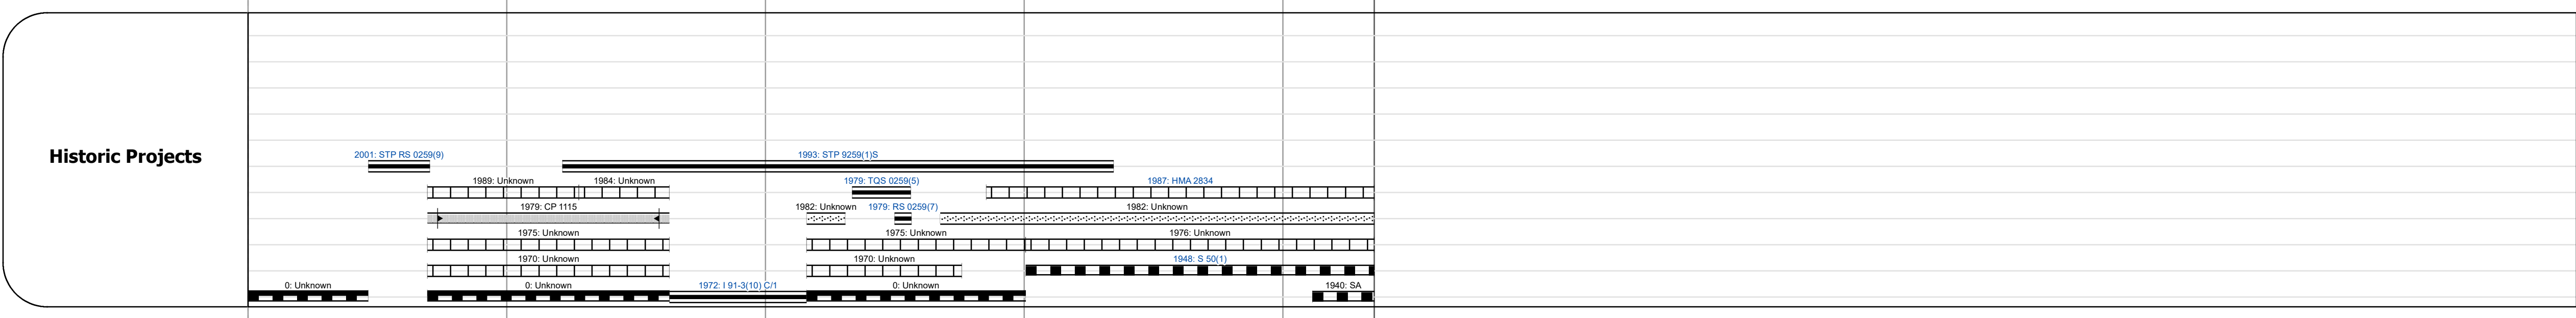 Historic Projects
2001: STP RS 0259(9)
1993: STP 9259(1)S
1989: Unknown
1984: Unknown
1979: TQS 0259(5)
1987: HMA 2834
1979: CP 1115
1982: Unknown
1979: RS 0259(7)
1982: Unknown
1975: Unknown
1975: Unknown
1976: Unknown
1970: Unknown
1970: Unknown
1948: S 50(1)
0: Unknown
0: Unknown
1972: I 91-3(10) C/1
0: Unknown
1940: SA